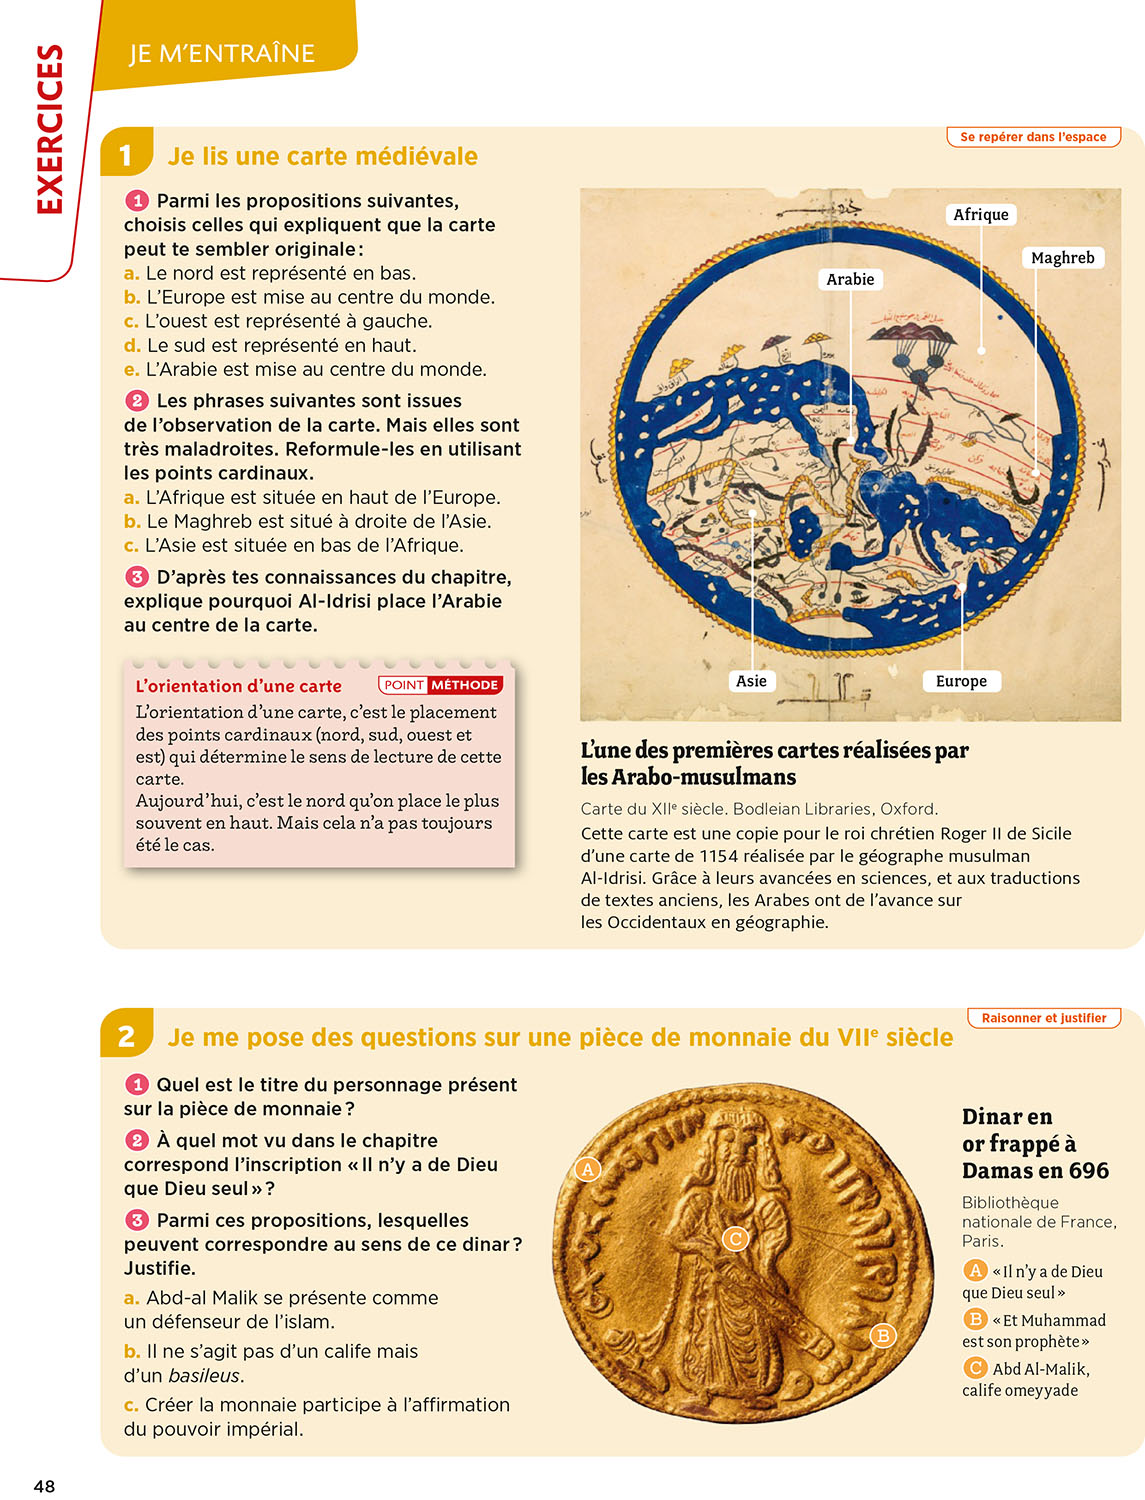 EXERCICES
JE M'ENTRAÎNE
1 Je lis une carte médiévale
Se repérer dans l'espace
1 Parmi les propositions suivantes,
choisis celles qui expliquent que la carte
peut te sembler originale :
a. Le nord est représenté en bas.
b. L'Europe est mise au centre du monde.
c. L'ouest est représenté à gauche.
d. Le sud est représenté en haut.
e. L'Arabie est mise au centre du monde.
2 Les phrases suivantes sont issues
de l'observation de la carte. Mais elles sont
très maladroites. Reformule-les en utilisant
les points cardinaux.
a. L'Afrique est située en haut de l'Europe.
b. Le Maghreb est situé à droite de l'Asie.
c. L'Asie est située en bas de l'Afrique.
3 D'après tes connaissances du chapitre,
explique pourquoi Al-Idrisi place l'Arabie
au centre de la carte.
L'orientation d'une carte POINT MÉTHODE
L'orientation d'une carte, c'est le placement
des points cardinaux (nord, sud, ouest et
est) qui détermine le sens de lecture de cette
carte.
Aujourd'hui, c'est le nord qu'on place le plus
souvent en haut. Mais cela n'a pas toujours
été le cas.
Afrique
Maghreb
Arabie
Asie
Europe
L'une des premières cartes réalisées par
les Arabo-musulmans
Carte du XIIe siècle. Bodleian Libraries, Oxford.
Cette carte est une copie pour le roi chrétien Roger II de Sicile
d'une carte de 1154 réalisée par le géographe musulman
Al-Idrisi. Grâce à leurs avancées en sciences, et aux traductions
de textes anciens, les Arabes ont de l'avance sur
les Occidentaux en géographie.
2 Je me pose des questions sur une pièce de monnaie du VIIe siècle
Raisonner et justifier
1 Quel est le titre du personnage présent
sur la pièce de monnaie ?
2 À quel mot vu dans le chapitre
correspond l'inscription « Il n'y a de Dieu
que Dieu seul » ?
3 Parmi ces propositions, lesquelles
peuvent correspondre au sens de ce dinar ?
Justifie.
a. Abd-al Malik se présente comme
un défenseur de l'islam.
b. Il ne s'agit pas d'un calife mais
d'un basileus.
c. Créer la monnaie participe à l'affirmation
du pouvoir impérial.
A
C
B
Dinar en
or frappé à
Damas en 696
Bibliothèque
nationale de France,
Paris.
A « Il n'y a de Dieu
que Dieu seul »
B « Et Muhammad
est son prophète »
C Abd Al-Malik,
calife omeyyade
48